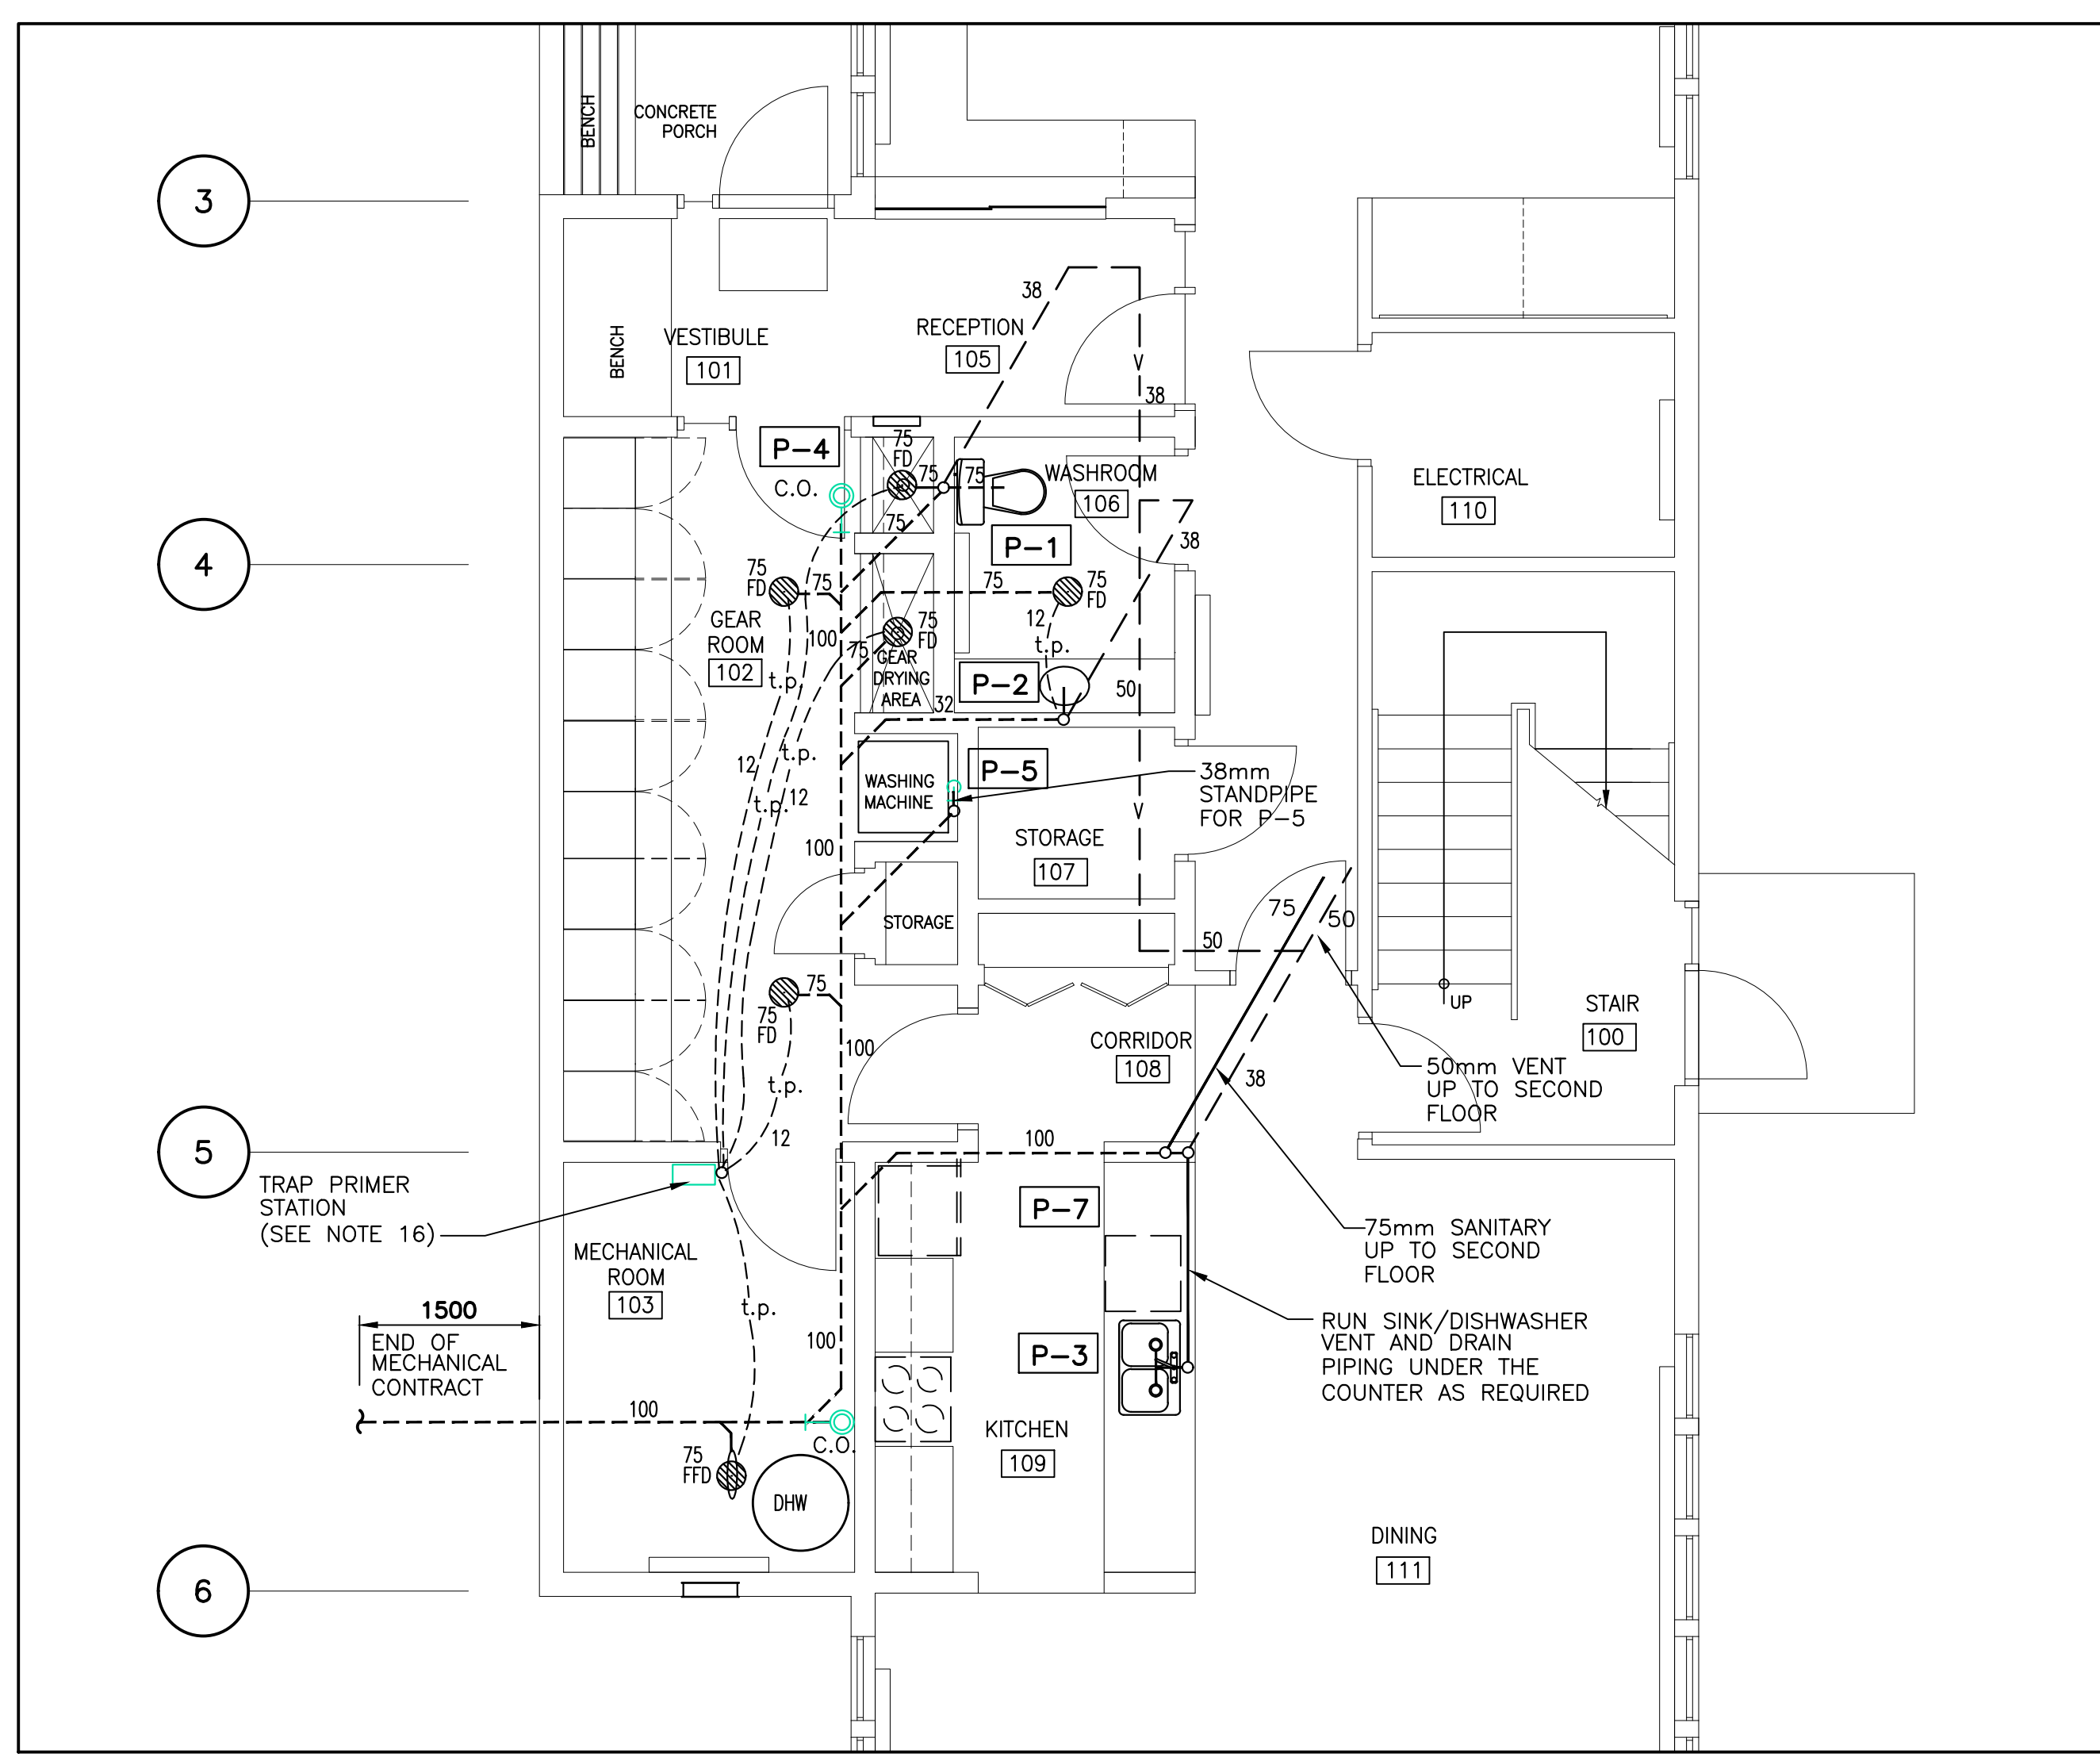 BENCH
CONCRETE
PORCH
3
38
RECEPTION
105
VESTIBULE
101
BENCH
V
38
P-4
C.O.
75
FD
75
75
75
WASHROOM
106
P-1
38
ELECTRICAL
110
4
75
FD
75
75
75
FD
12
t.p.
GEAR
ROOM
102
100
75
75
FD
GEAR
DRYING
AREA
t.p.
P-2
50
32
t.p.
12
12
t.p.
WASHING
MACHINE
P-5
38mm
STANDPIPE
FOR P-5
V
100
STORAGE
107
STORAGE
75
50
50
75
75
FD
UP
STAIR
100
100
CORRIDOR
108
50mm VENT
UP TO SECOND
FLOOR
38
t.p.
12
100
5
TRAP PRIMER
STATION
(SEE NOTE 16)
P-7
75mm SANITARY
UP TO SECOND
FLOOR
MECHANICAL
ROOM
103
t.p.
1500
END OF
MECHANICAL
CONTRACT
100
P-3
RUN SINK/DISHWASHER
VENT AND DRAIN
PIPING UNDER THE
COUNTER AS REQUIRED
100
C.O.
KITCHEN
109
75
FFD
DHW
DINING
111
6